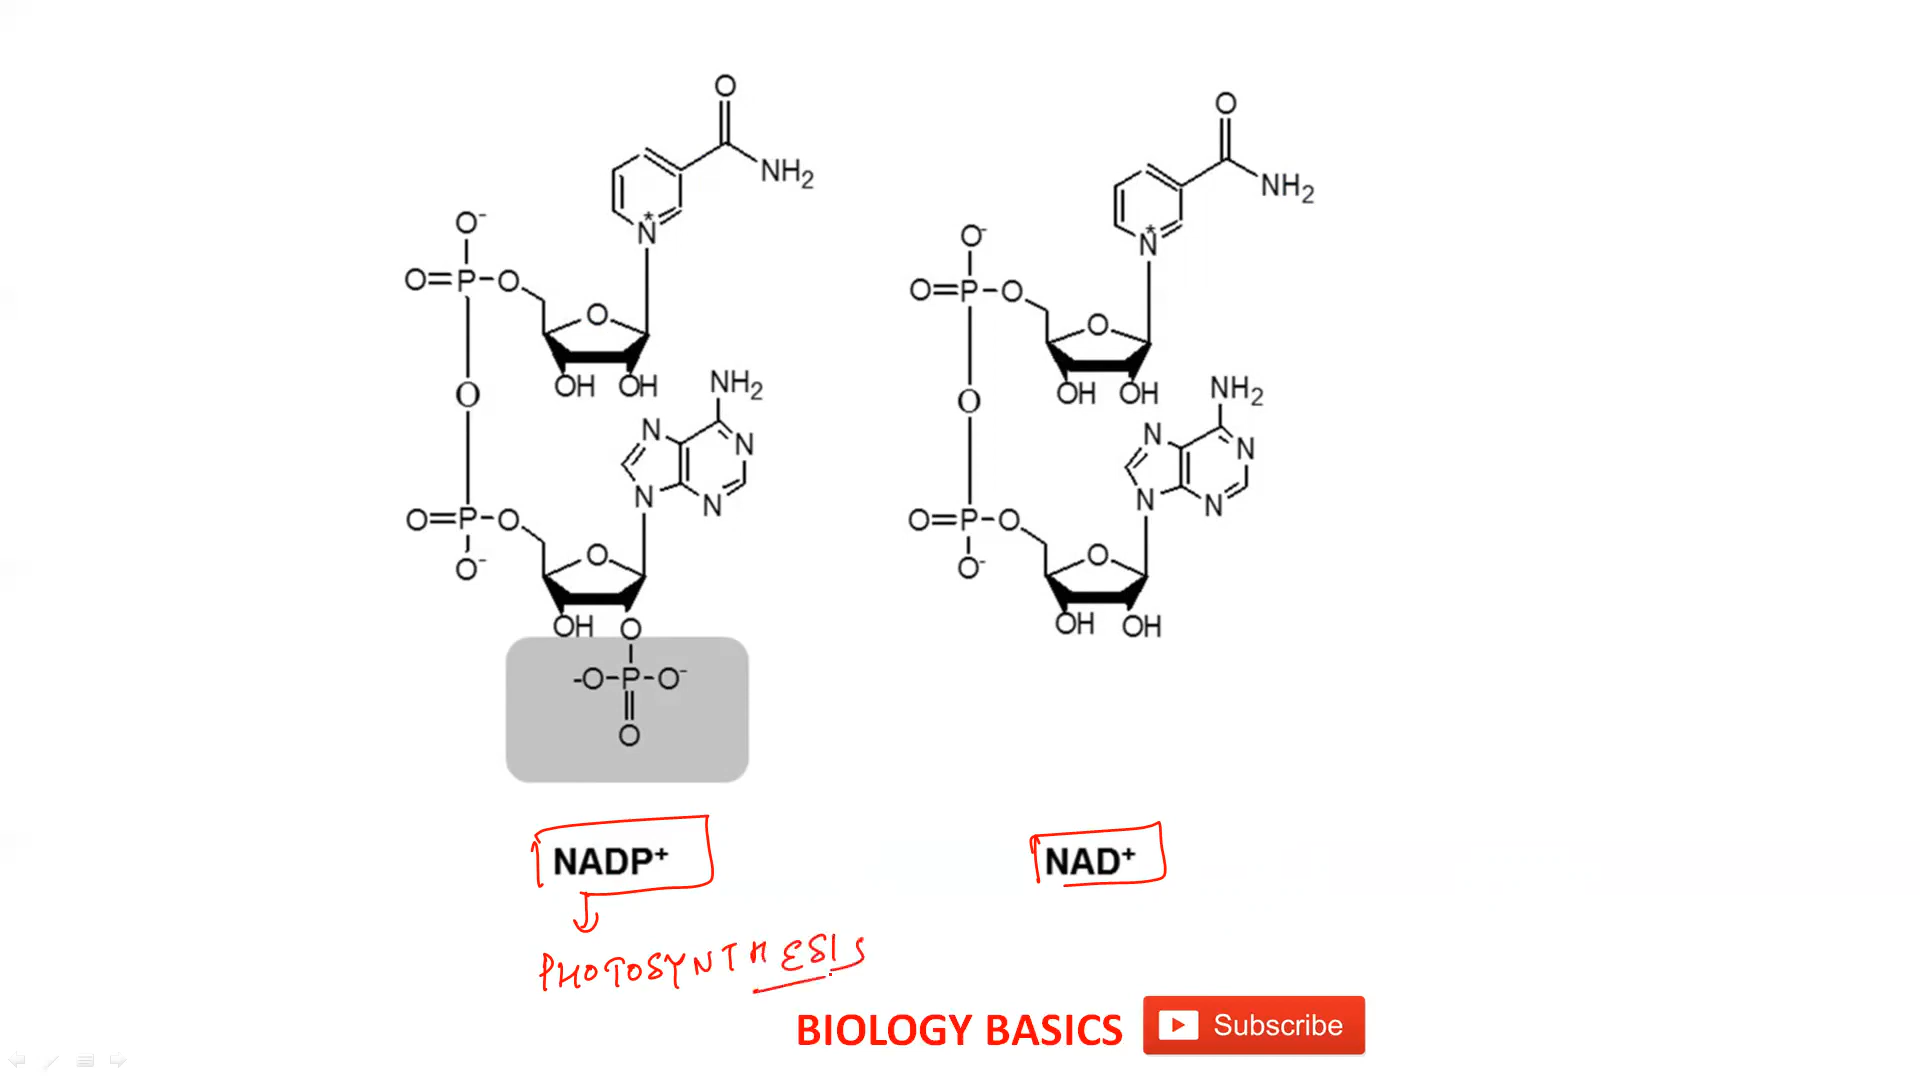 O
NH2
O-
O=P-O
N*
O
OH OH
O
NH2
N
N
N
N
O=P-O
O-
O
OH O
-O-P-O-
O
NADP+
PHOTOSYNTHESIS
O
NH2
O-
O=P-O
N*
O
OH OH
O
NH2
N
N
N
N
O=P-O
O-
O
OH OH
NAD+
BIOLOGY BASICS
Subscribe